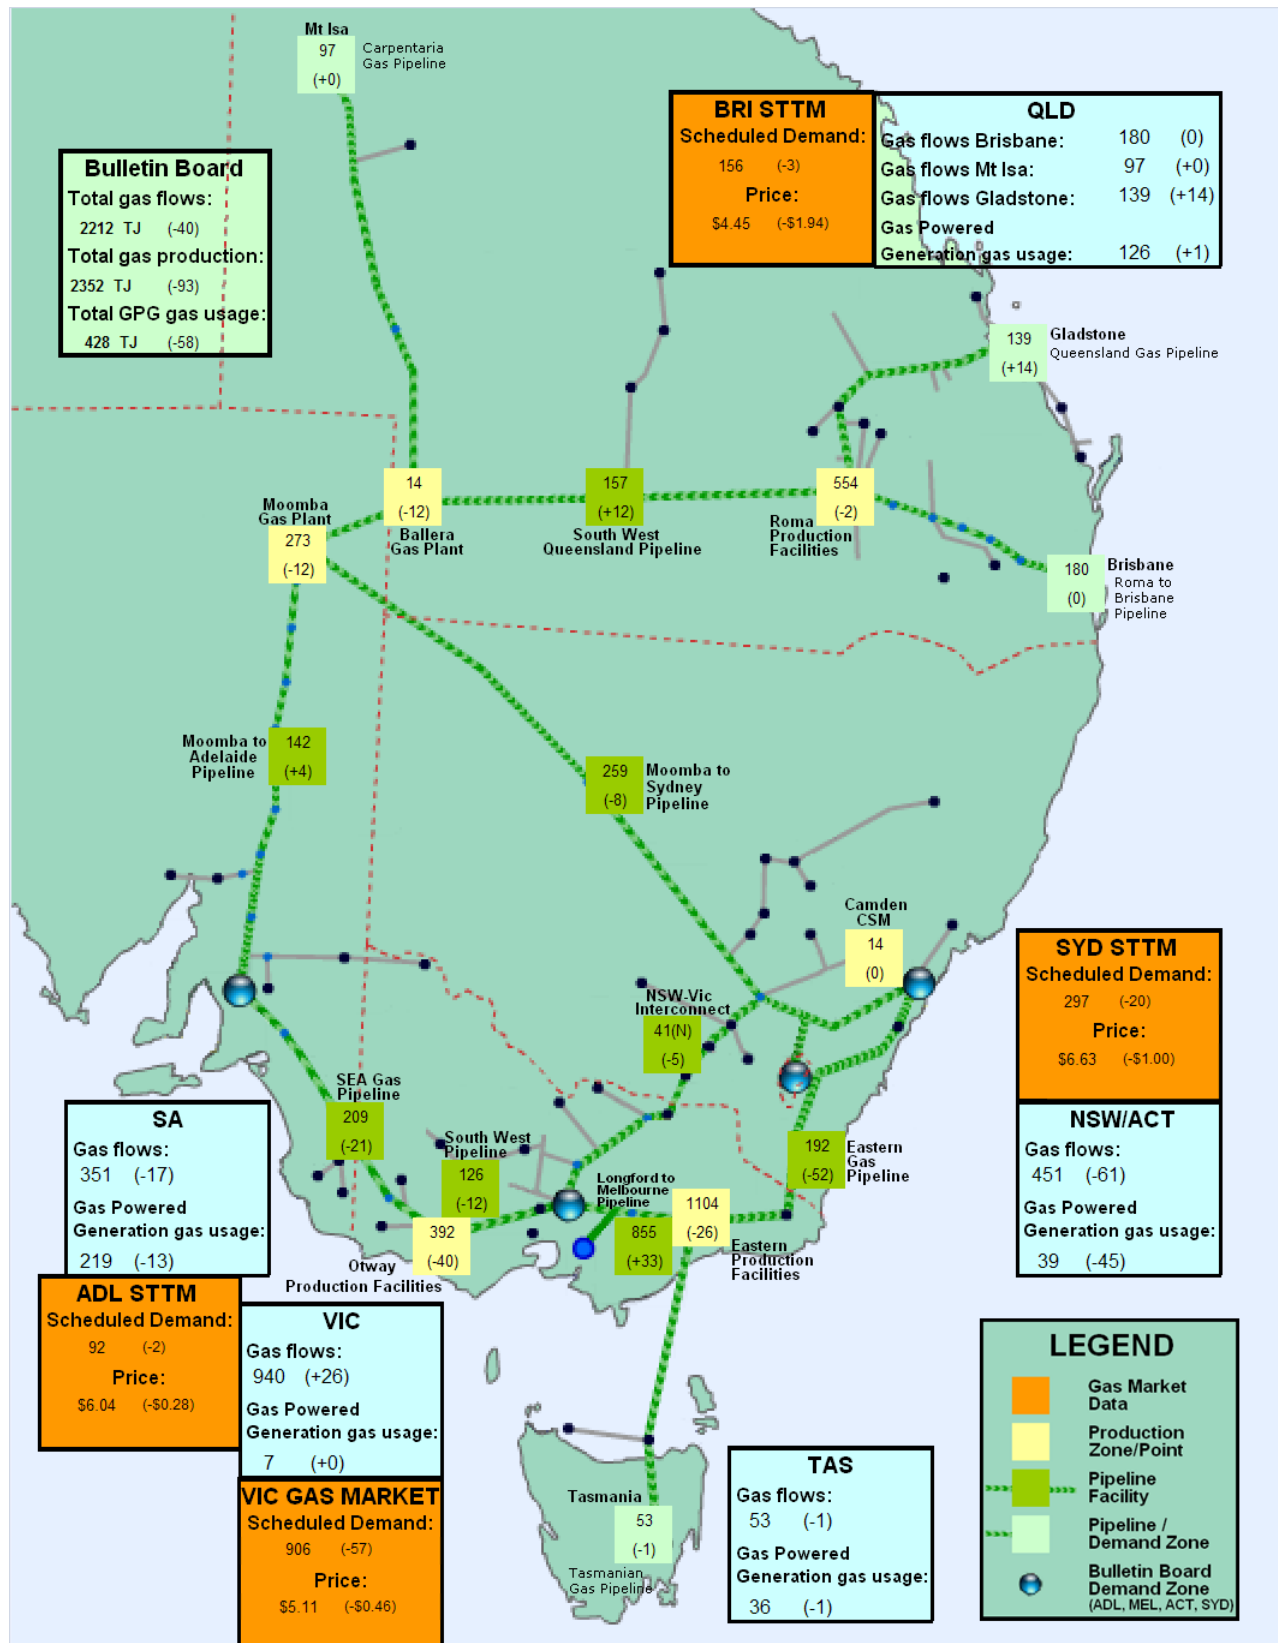 Mt Isa
97
(+0)
Carpentaria
Gas Pipeline
BRI STTM
Scheduled Demand:
156 (-3)
Price:
$4.45 (-$1.94)
QLD
Gas flows Brisbane: 180 (0)
Gas flows Mt Isa: 97 (+0)
Gas flows Gladstone: 139 (+14)
Gas Powered
Generation gas usage: 126 (+1)
Bulletin Board
Total gas flows:
2212 TJ (-40)
Total gas production:
2352 TJ (-93)
Total GPG gas usage:
428 TJ (-58)
139
(+14)
Gladstone
Queensland Gas Pipeline
14
(-12)
Ballera
Gas Plant
157
(+12)
South West
Queensland Pipeline
554
(-2)
Roma
Production
Facilities
Moomba
Gas Plant
273
(-12)
180
(0)
Brisbane
Roma to
Brisbane
Pipeline
Moomba to
Adelaide
Pipeline
142
(+4)
259
(-8)
Moomba to
Sydney
Pipeline
Camden
CSM
14
(0)
SYD STTM
Scheduled Demand:
297 (-20)
Price:
$6.63 (-$1.00)
NSW-Vic
Interconnect
41(N)
(-5)
SEA Gas
Pipeline
209
(-21)
South West
Pipeline
126
(-12)
Longford to
Melbourne
Pipeline
855
(+33)
1104
(-26)
Eastern
Production
Facilities
192
(-52)
Eastern
Gas
Pipeline
NSW/ACT
Gas flows:
451 (-61)
Gas Powered
Generation gas usage:
39 (-45)
SA
Gas flows:
351 (-17)
Gas Powered
Generation gas usage:
219 (-13)
392
(-40)
Otway
Production Facilities
ADL STTM
Scheduled Demand:
92 (-2)
Price:
$6.04 (-$0.28)
VIC
Gas flows:
940 (+26)
Gas Powered
Generation gas usage:
7 (+0)
VIC GAS MARKET
Scheduled Demand:
906 (-57)
Price:
$5.11 (-$0.46)
Tasmania
53
(-1)
Tasmanian
Gas Pipeline
TAS
Gas flows:
53 (-1)
Gas Powered
Generation gas usage:
36 (-1)
LEGEND
Gas Market
Data
Production
Zone/Point
Pipeline
Facility
Pipeline /
Demand Zone
Bulletin Board
Demand Zone
(ADL, MEL, ACT, SYD)